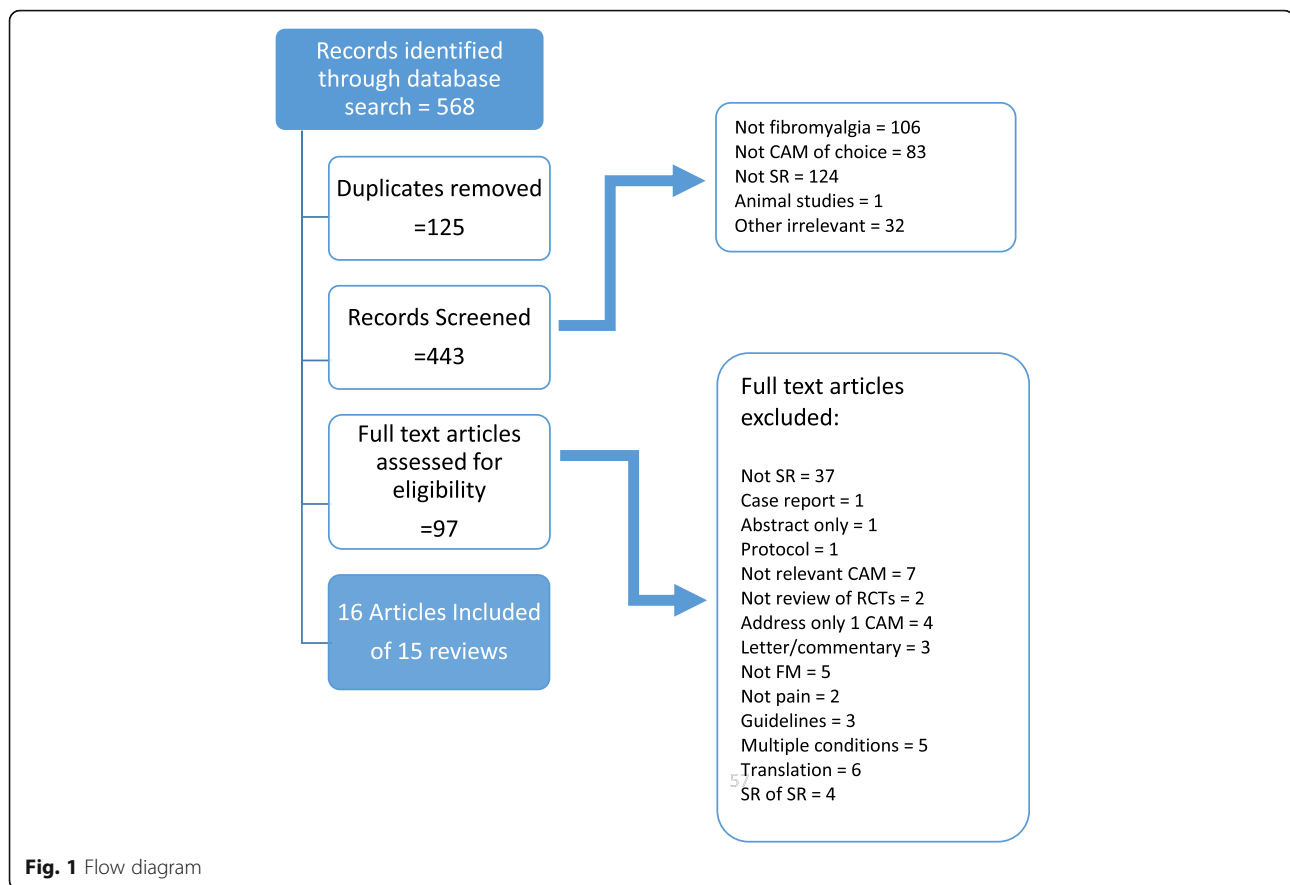 Records identified
through database
search = 568
Duplicates removed
=125
Records Screened
=443
Full text articles
assessed for
eligibility
=97
16 Articles Included
of 15 reviews
Not fibromyalgia = 106
Not CAM of choice = 83
Not SR = 124
Animal studies = 1
Other irrelevant = 32
Full text articles
excluded:
Not SR = 37
Case report = 1
Abstract only = 1
Protocol = 1
Not relevant CAM = 7
Not review of RCTs = 2
Address only 1 CAM = 4
Letter/commentary = 3
Not FM = 5
Not pain = 2
Guidelines = 3
Multiple conditions = 5
Translation = 6
57
SR of SR = 4
Fig. 1 Flow diagram